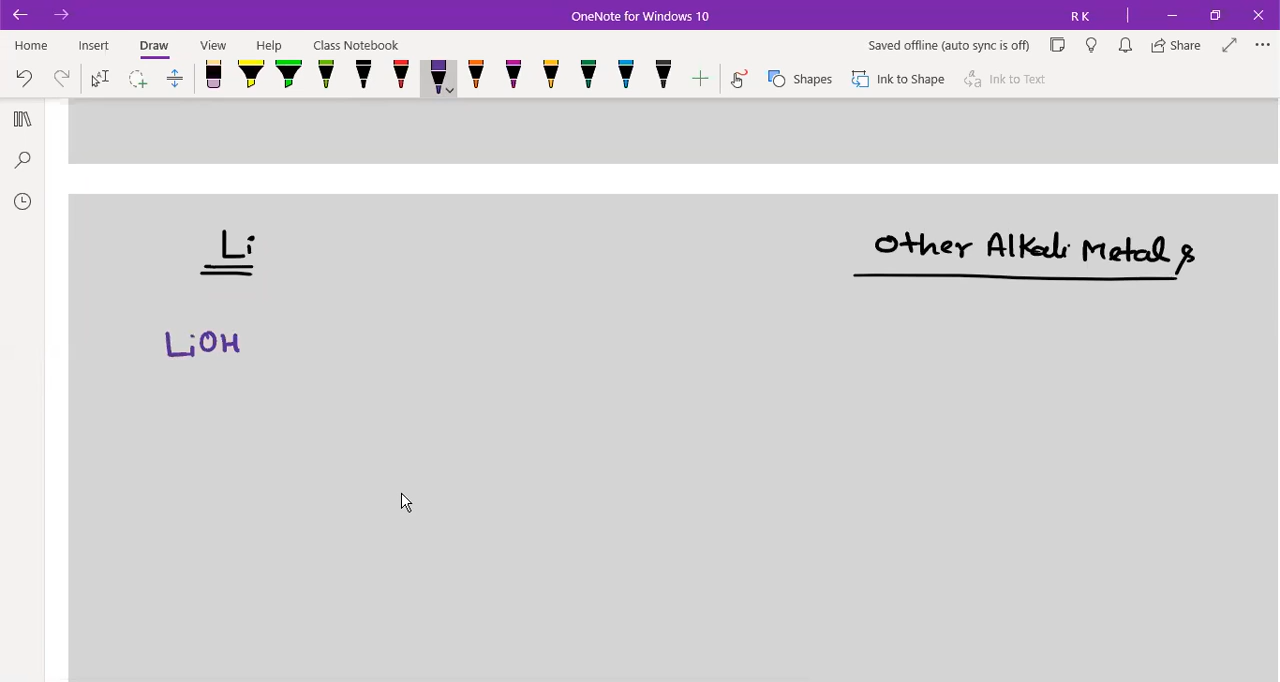 OneNote for Windows 10
R K
Home Insert Draw View Help Class Notebook
Saved offline (auto sync is off)
Share
Shapes
Ink to Shape
Ink to Text
Li
Other Alkali Metals
LiOH